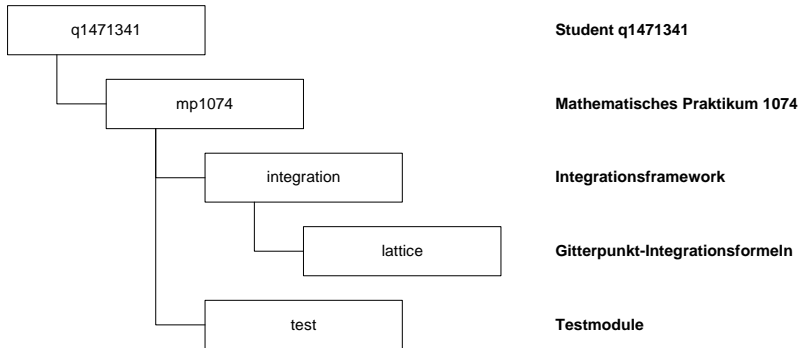 q1471341 Student q1471341
mp1074 Mathematisches Praktikum 1074
integration Integrationsframework
lattice Gitterpunkt-Integrationsformeln
test Testmodule